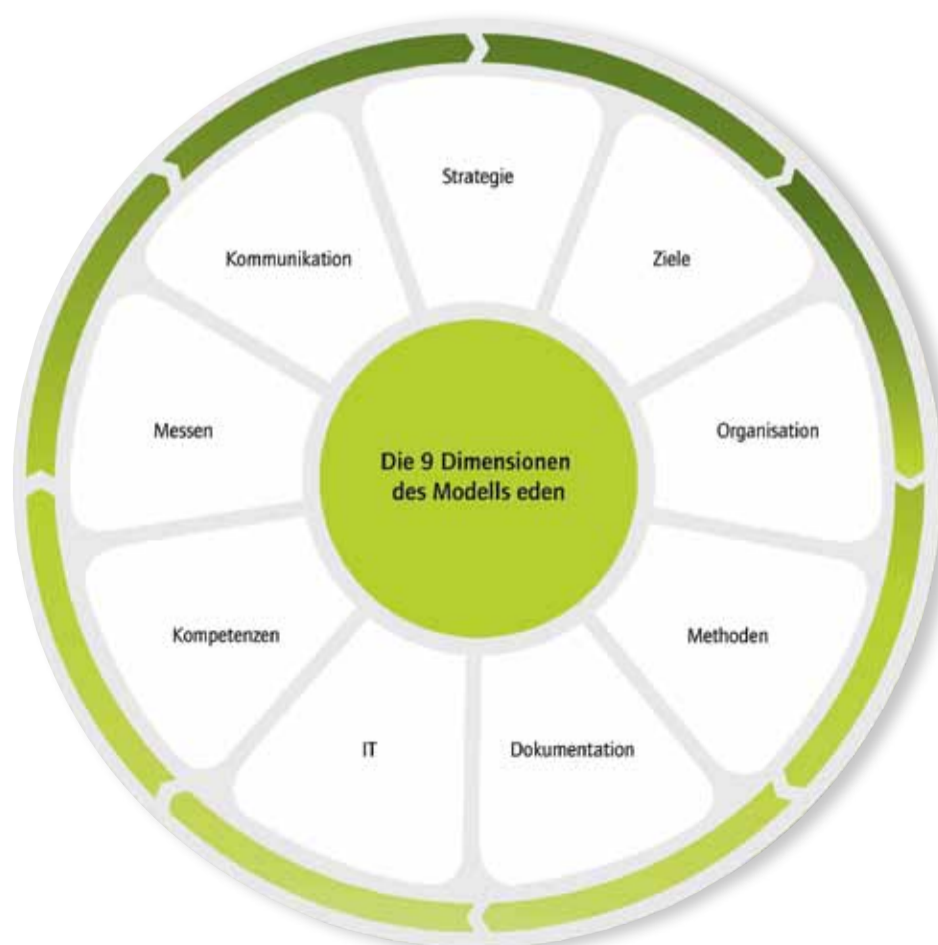 Strategie
Ziele
Organisation
Methoden
Dokumentation
IT
Kompetenzen
Messen
Kommunikation
Die 9 Dimensionen
des Modells eden